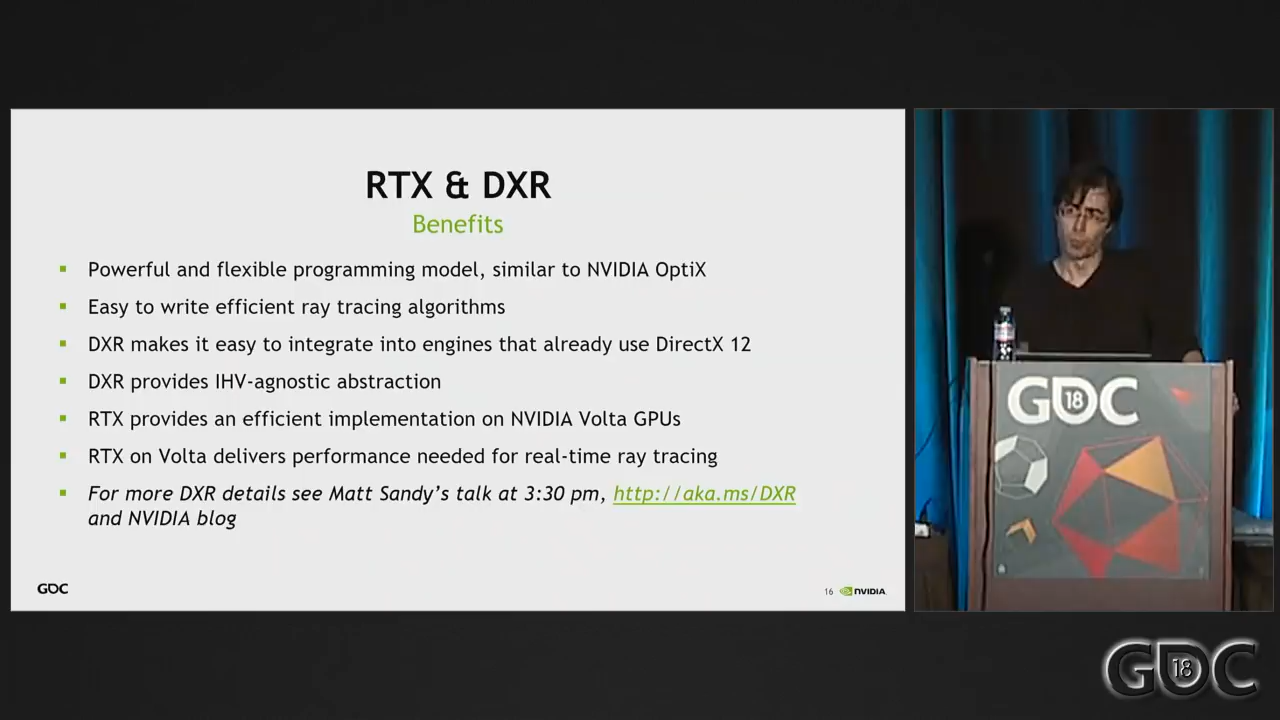 RTX & DXR
Benefits
▪ Powerful and flexible programming model, similar to NVIDIA OptiX
▪ Easy to write efficient ray tracing algorithms
▪ DXR makes it easy to integrate into engines that already use DirectX 12
▪ DXR provides IHV-agnostic abstraction
▪ RTX provides an efficient implementation on NVIDIA Volta GPUs
▪ RTX on Volta delivers performance needed for real-time ray tracing
▪ For more DXR details see Matt Sandy's talk at 3:30 pm, http://aka.ms/DXR
and NVIDIA blog
GDC
16 NVIDIA.
GDC 18
GDC 18